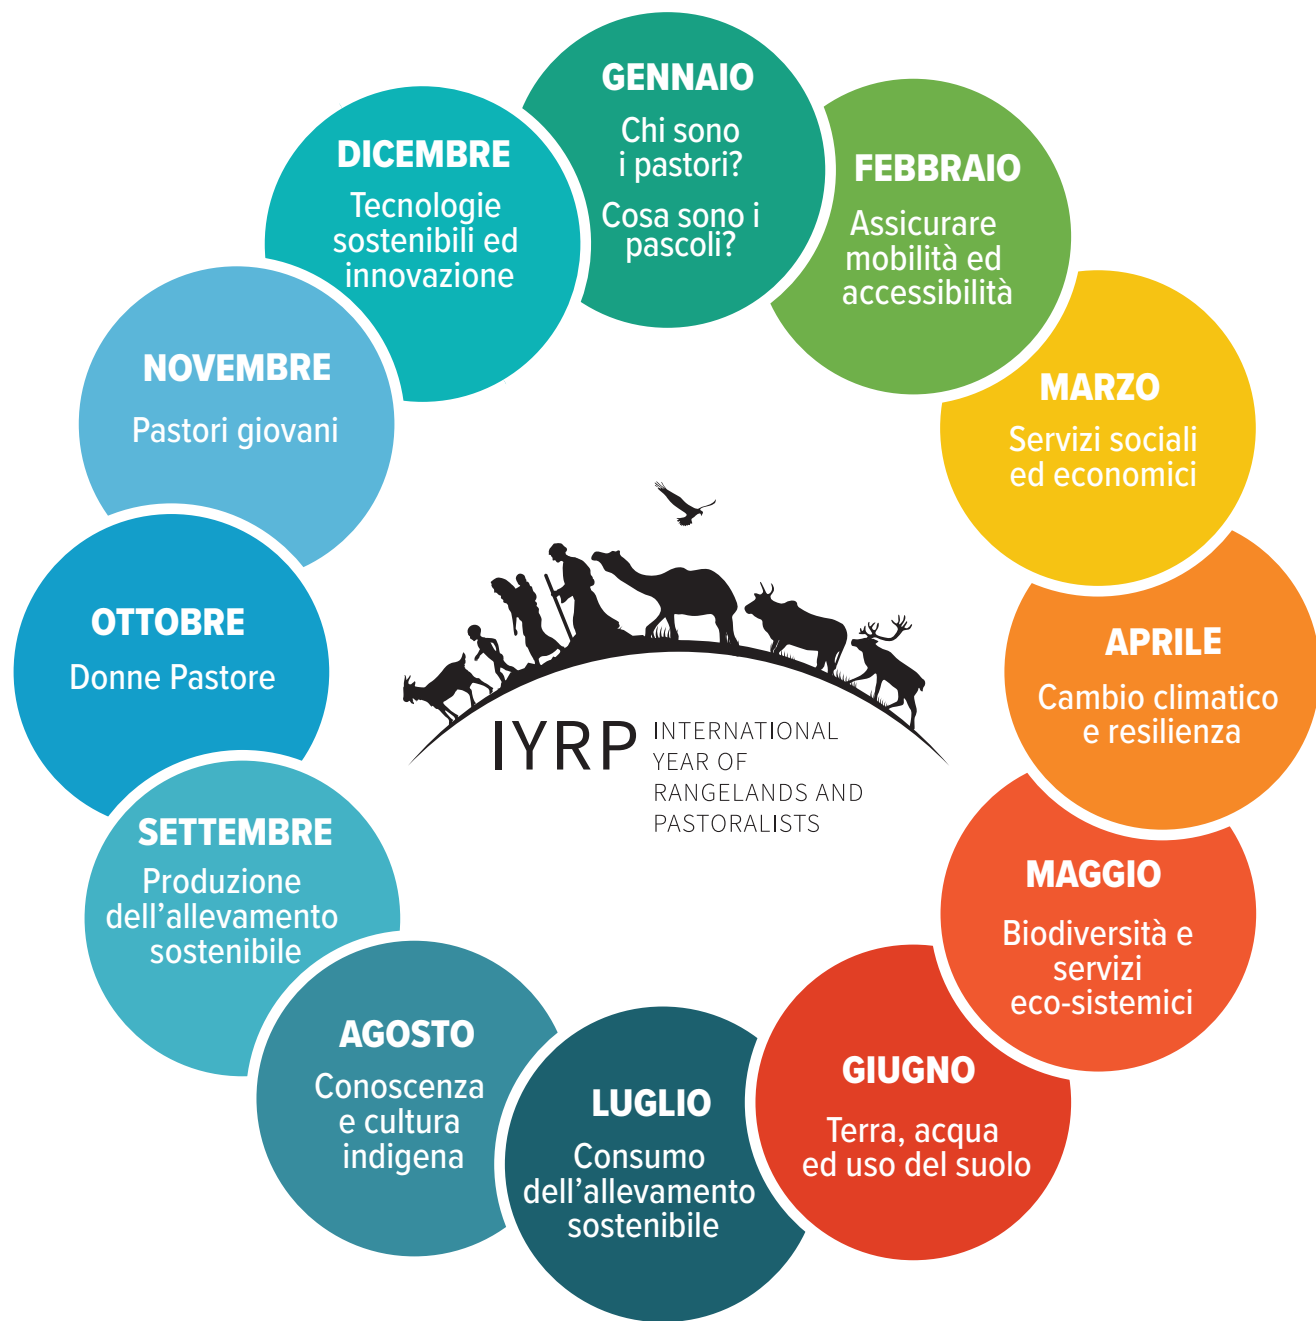 GENNAIO
Chi sono
i pastori?
Cosa sono i
pascoli?
FEBBRAIO
Assicurare
mobilità ed
accessibilità
MARZO
Servizi sociali
ed economici
APRILE
Cambio climatico
e resilienza
MAGGIO
Biodiversità e
servizi
eco-sistemici
GIUGNO
Terra, acqua
ed uso del suolo
LUGLIO
Consumo
dell'allevamento
sostenibile
AGOSTO
Conoscenza
e cultura
indigena
SETTEMBRE
Produzione
dell'allevamento
sostenibile
OTTOBRE
Donne Pastore
NOVEMBRE
Pastori giovani
DICEMBRE
Tecnologie
sostenibili ed
innovazione
IYRP
INTERNATIONAL
YEAR OF
RANGELANDS AND
PASTORALISTS